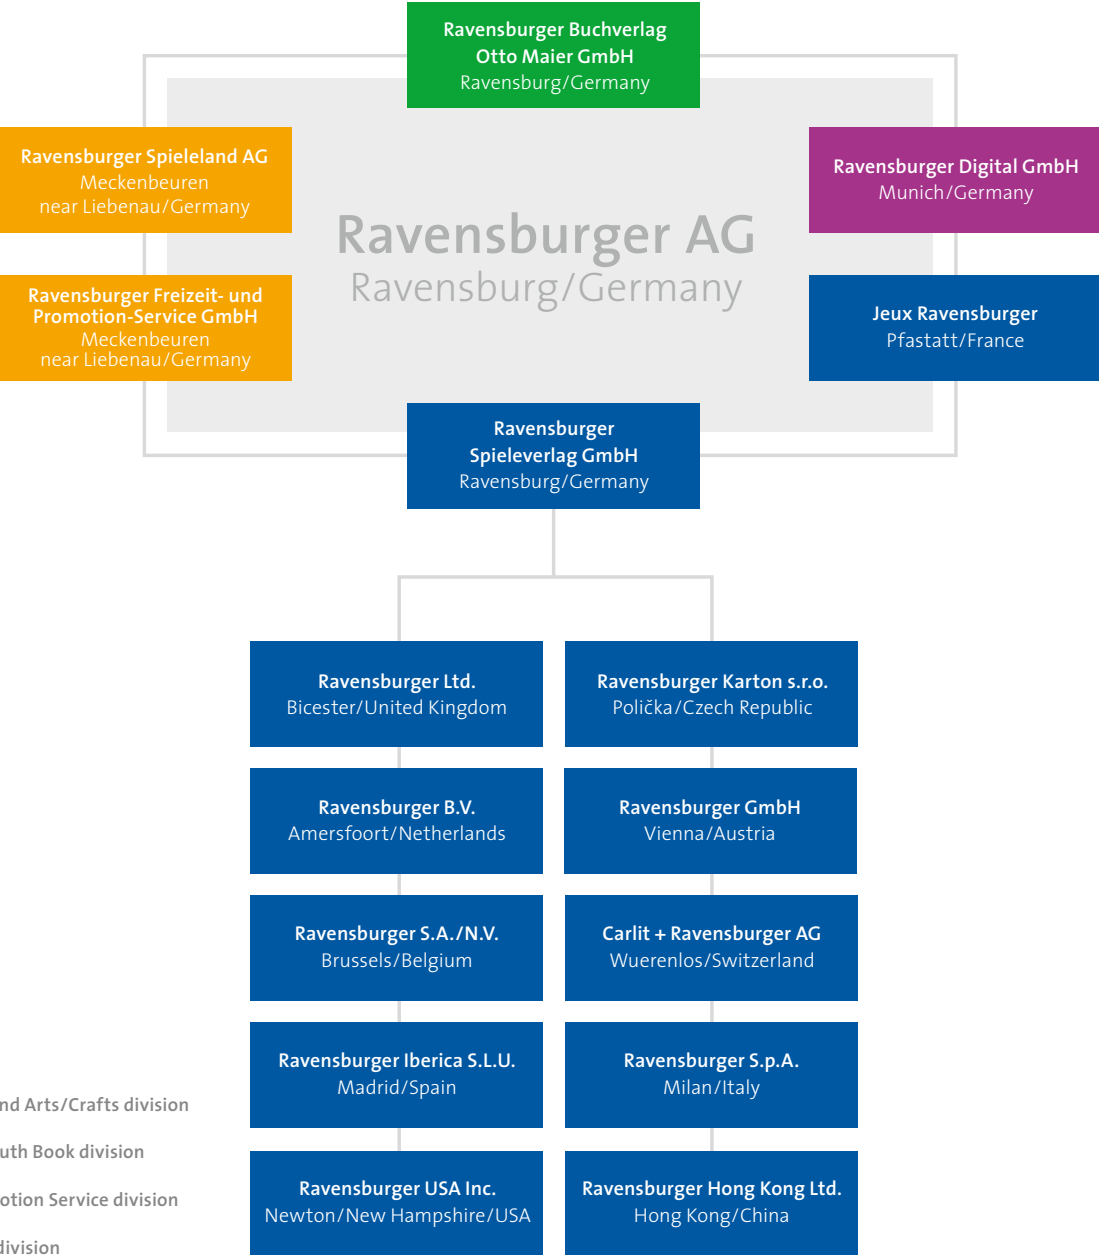 Ravensburger Buchverlag
Otto Maier GmbH
Ravensburg/Germany
Ravensburger Spieleland AG
Meckenbeuren
near Liebenau/Germany
Ravensburger Digital GmbH
Munich/Germany
Ravensburger AG
Ravensburg/Germany
Ravensburger Freizeit- und
Promotion-Service GmbH
Meckenbeuren
near Liebenau/Germany
Jeux Ravensburger
Pfastatt/France
Ravensburger
Spieleverlag GmbH
Ravensburg/Germany
Ravensburger Ltd.
Bicester/United Kingdom
Ravensburger Karton s.r.o.
Polička/Czech Republic
Ravensburger B.V.
Amersfoort/Netherlands
Ravensburger GmbH
Vienna/Austria
Ravensburger S.A./N.V.
Brussels/Belgium
Carlit + Ravensburger AG
Wuerenlos/Switzerland
Ravensburger Iberica S.L.U.
Madrid/Spain
Ravensburger S.p.A.
Milan/Italy
Ravensburger USA Inc.
Newton/New Hampshire/USA
Ravensburger Hong Kong Ltd.
Hong Kong/China
Arts/Crafts division
Book division
Service division
division